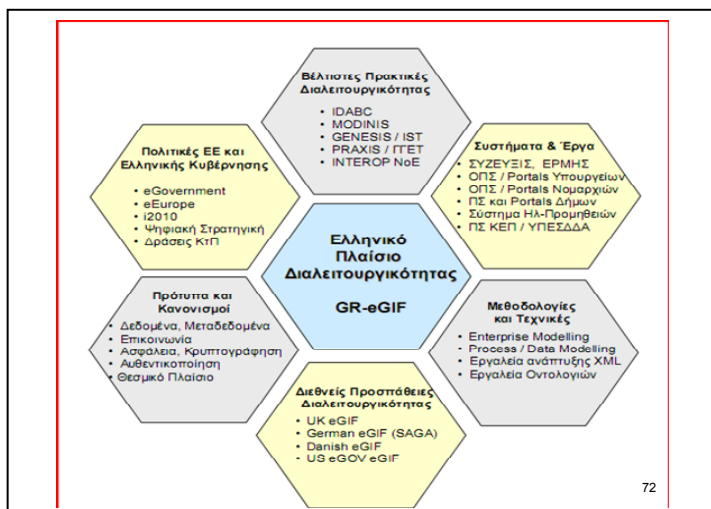 Βέλτιστες Πρακτικές
Διαλειτουργικότητας
• IDABC
• MODINIS
• GENESIS / IST
• PRAXIS / ΓΓΕΤ
• INTEROP NoE
Πολιτικές ΕΕ και
Ελληνικής Κυβέρνησης
• eGovernment
• eEurope
• i2010
• Ψηφιακή Στρατηγική
• Δράσεις ΚτΠ
Συστήματα & Έργα
• ΣΥΖΕΥΞΙΣ, ΕΡΜΗΣ
• ΟΠΣ / Portals Υπουργείων
• ΟΠΣ / Portals Νομαρχιών
• ΠΣ και Portals Δήμων
• Σύστημα Ηλ-Προμηθειών
• ΠΣ ΚΕΠ / ΥΠΕΣΔΔΑ
Ελληνικό
Πλαίσιο
Διαλειτουργικότητας
GR-eGIF
Πρότυπα και
Κανονισμοί
• Δεδομένα, Μεταδεδομένα
• Επικοινωνία
• Ασφάλεια, Κρυπτογράφηση
• Αυθεντικοποίηση
• Θεσμικό Πλαίσιο
Μεθοδολογίες
και Τεχνικές
• Enterprise Modelling
• Process / Data Modelling
• Εργαλεία ανάπτυξης XML
• Εργαλεία Οντολογιών
Διεθνείς Προσπάθειες
Διαλειτουργικότητας
• UK eGIF
• German eGIF (SAGA)
• Danish eGIF
• US eGOV eGIF
72